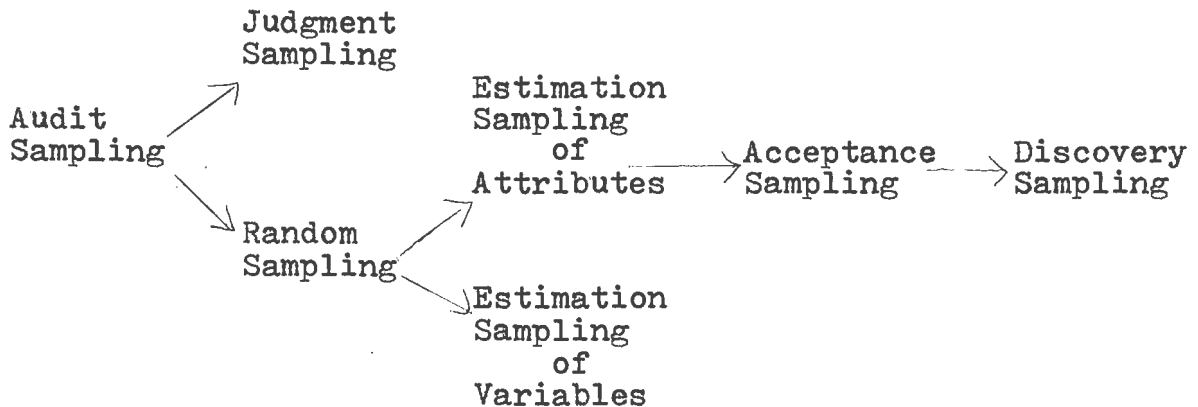 Judgment
Sampling
Audit
Sampling
Random
Sampling
Estimation
Sampling
of
Attributes
Estimation
Sampling
of
Variables
Acceptance
Sampling
Discovery
Sampling